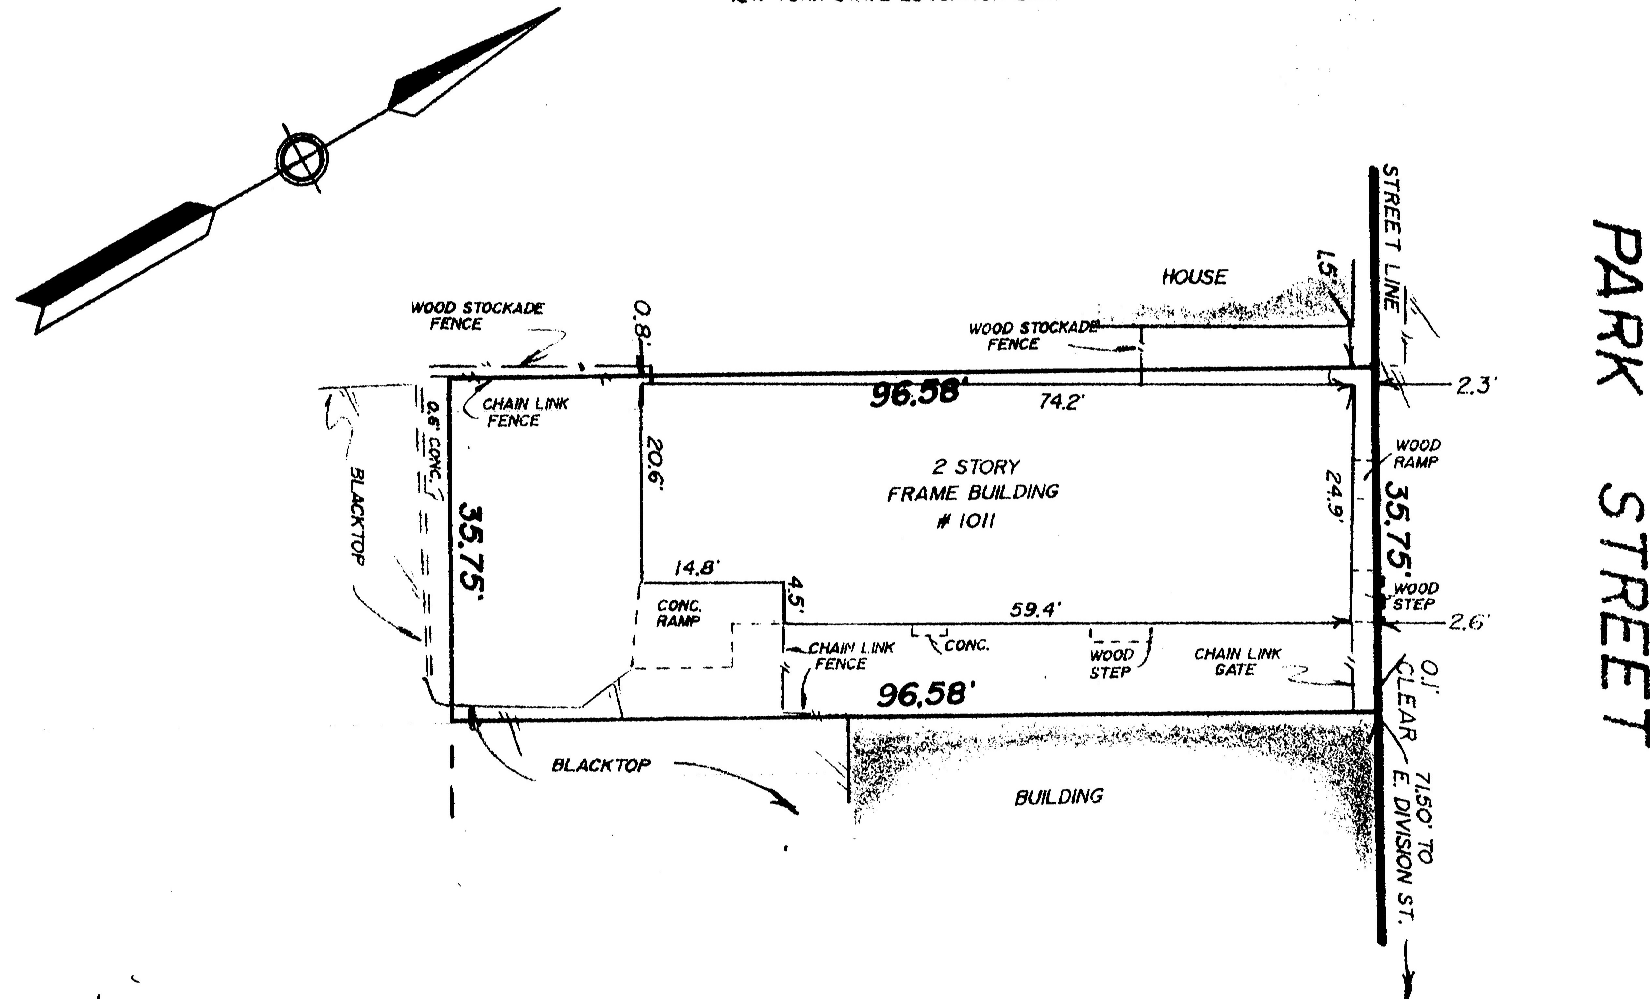 STREET LINE
PARK STREET
HOUSE
1.5'
WOOD STOCKADE
FENCE
0.8'
WOOD STOCKADE
FENCE
2.3'
96.58'
74.2'
CHAIN LINK
FENCE
0.6' CONC.
BLACKTOP
35.75'
20.6'
2 STORY
FRAME BUILDING
# 1011
24.9'
WOOD
RAMP
35.75'
14.8'
4.5'
CONC.
RAMP
59.4'
WOOD
STEP
2.6'
CHAIN LINK
FENCE
CONC.
WOOD
STEP
CHAIN LINK
GATE
96.58'
0.1'
CLEAR
71.50' TO
E. DIVISION ST.
BLACKTOP
BUILDING